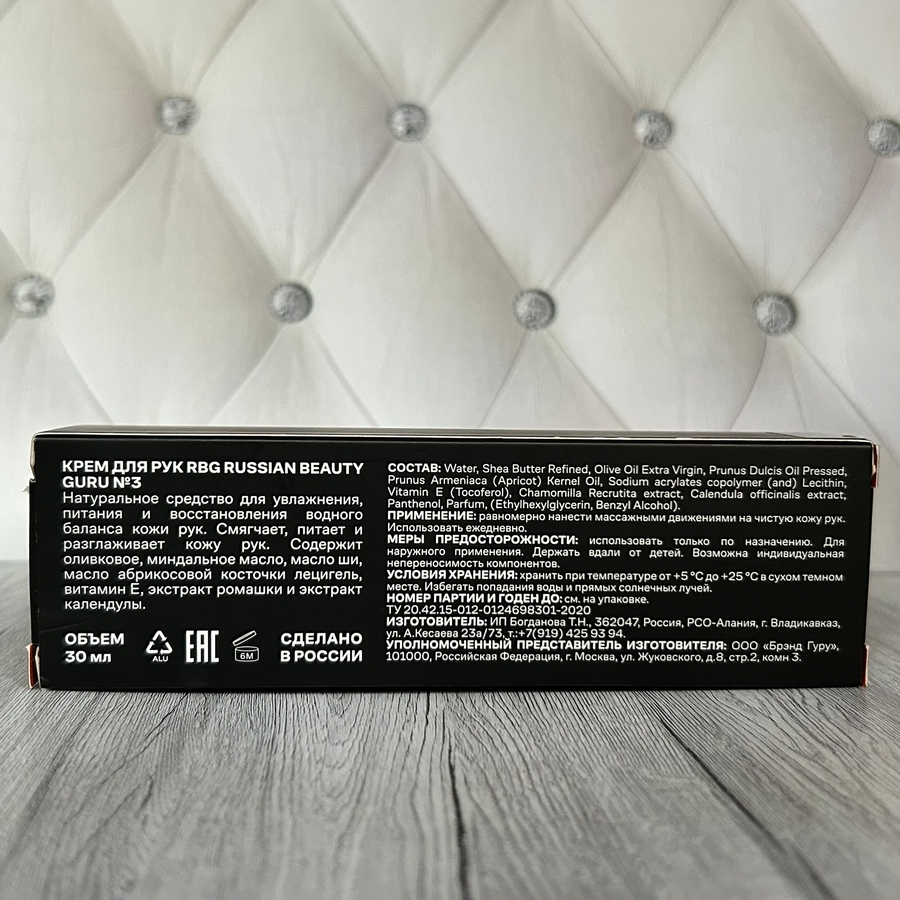 КРЕМ ДЛЯ РУК RBG RUSSIAN BEAUTY
GURU №3
Натуральное средство для увлажнения,
питания и восстановления водного
баланса кожи рук. Смягчает, питает и
разглаживает кожу рук. Содержит
оливковое, миндальное масло, масло ши,
масло абрикосовой косточки лецигель,
витамин Е, экстракт ромашки и экстракт
календулы.
ОБЪЕМ
30 мл
ALU
EAC
6M
СДЕЛАНО
В РОССИИ
СОСТАВ: Water, Shea Butter Refined, Olive Oil Extra Virgin, Prunus Dulcis Oil Pressed,
Prunus Armeniaca (Apricot) Kernel Oil, Sodium acrylates copolymer (and) Lecithin,
Vitamin E (Tocoferol), Chamomilla Recrutita extract, Calendula officinalis extract,
Panthenol, Parfum, (Ethylhexylglycerin, Benzyl Alcohol).
ПРИМЕНЕНИЕ: равномерно нанести массажными движениями на чистую кожу рук.
Использовать ежедневно.
МЕРЫ ПРЕДОСТОРОЖНОСТИ: использовать только по назначению. Для
наружного применения. Держать вдали от детей. Возможна индивидуальная
непереносимость компонентов.
УСЛОВИЯ ХРАНЕНИЯ: хранить при температуре от +5 °С до +25 °С в сухом темном
месте. Избегать попадания воды и прямых солнечных лучей.
НОМЕР ПАРТИИ И ГОДЕН ДО: см. на упаковке.
ТУ 20.42.15-012-0124698301-2020
ИЗГОТОВИТЕЛЬ: ИП Богданова Т.Н., 362047, Россия, РСО-Алания, г. Владикавказ,
ул. А.Кесаева 23а/73, т.:+7(919) 425 93 94.
УПОЛНОМОЧЕННЫЙ ПРЕДСТАВИТЕЛЬ ИЗГОТОВИТЕЛЯ: ООО «Брэнд Гуру»,
101000, Российская Федерация, г. Москва, ул. Жуковского, д.8, стр.2, комн 3.